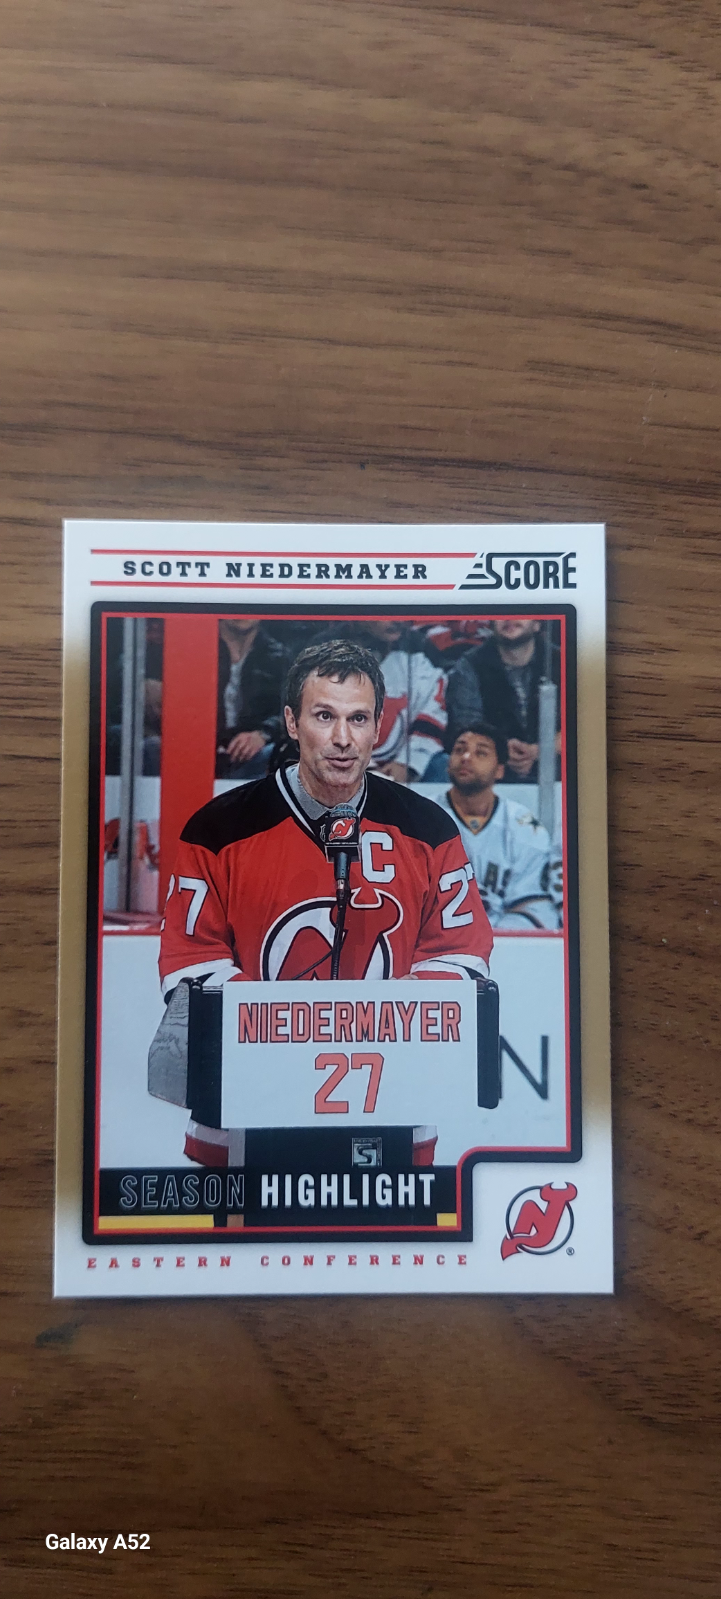 SCOTT NIEDERMAYER
SCORE
C
27
27
NIEDERMAYER
27
N
SEASON HIGHLIGHT
EASTERN CONFERENCE
®
Galaxy A52